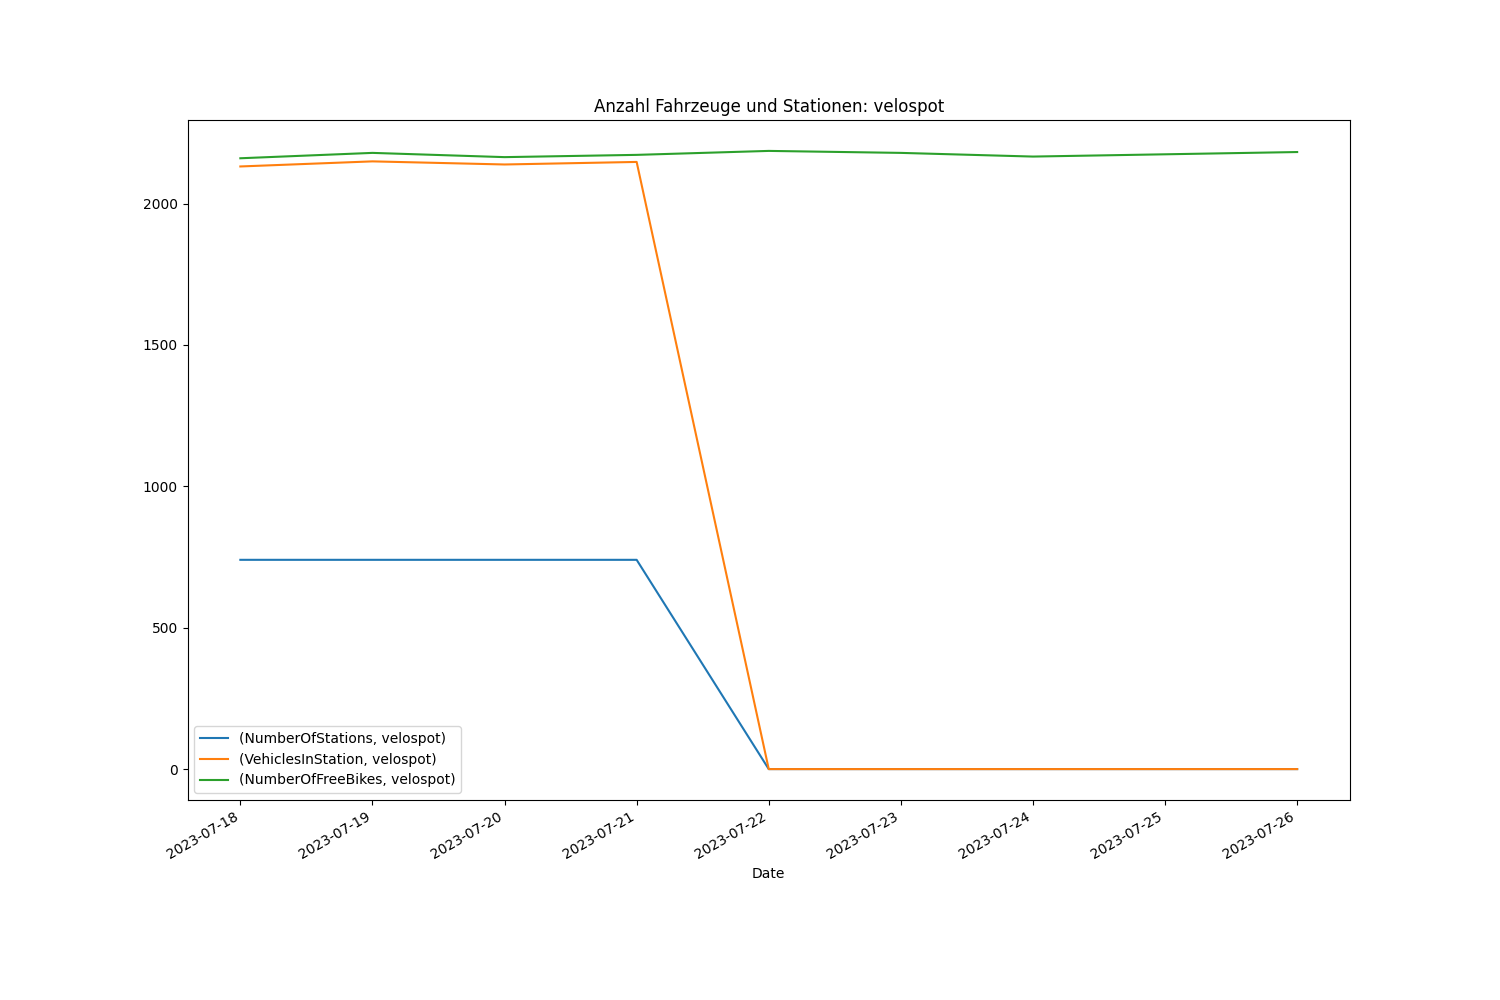 Anzahl Fahrzeuge und Stationen: velospot
2000
1500
1000
500
0
(NumberOfStations, velospot)
(VehiclesInStation, velospot)
(NumberOfFreeBikes, velospot)
2023-07-18
2023-07-19
2023-07-20
2023-07-21
2023-07-22
2023-07-23
2023-07-24
2023-07-25
2023-07-26
Date